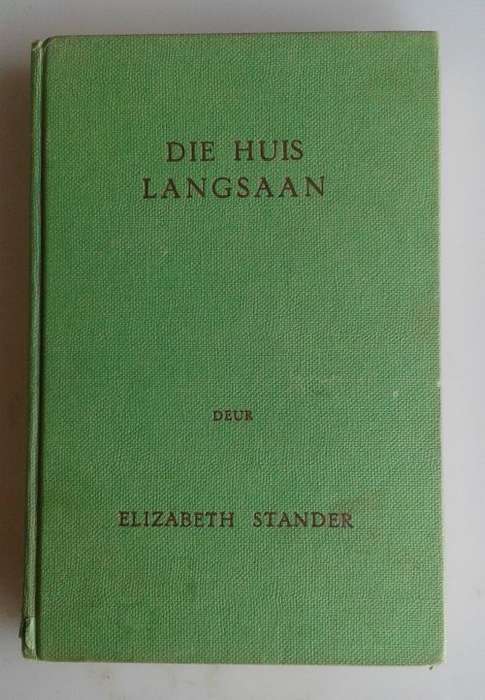 DIE HUIS
LANGSAAN
DEUR
ELIZABETH STANDER